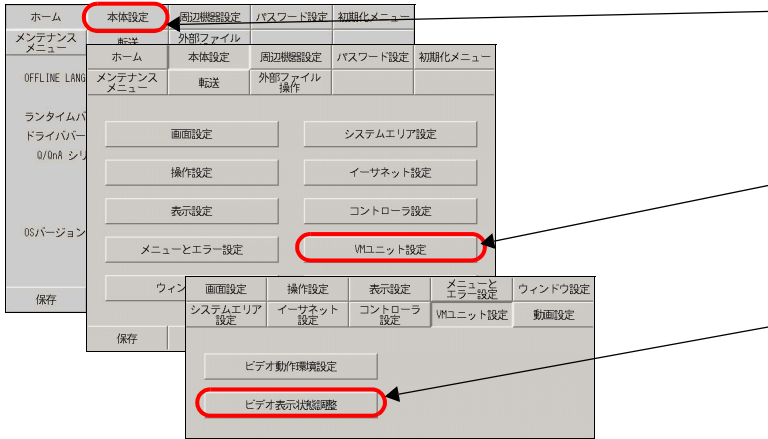 ホーム 本体設定 周辺機器設定 パスワード設定 初期化メニュー
メンテナンス
メニュー
転送
外部ファイル
OFFLINE LANG
ランタイムバ
ドライババー
Q/QnA シリ
OSバージョン
保存
ホーム 本体設定 周辺機器設定 パスワード設定 初期化メニュー
メンテナンス
メニュー
転送
外部ファイル
操作
画面設定 システムエリア設定
操作設定 イーサネット設定
表示設定 コントローラ設定
メニューとエラー設定 VMユニット設定
ウィン
保存
画面設定 操作設定 表示設定
メニューと
エラー設定
ウィンドウ設定
システムエリア
設定
イーサネット
設定
コントローラ
設定
VMユニット設定 動画設定
ビデオ動作環境設定
ビデオ表示状態調整